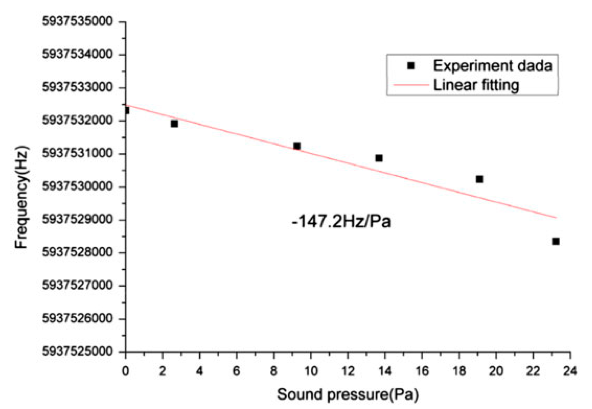 5937535000
5937534000
5937533000
5937532000
5937531000
5937530000
5937529000
5937528000
5937527000
5937526000
5937525000
Frequency(Hz)
Experiment dada
Linear fitting
-147.2Hz/Pa
0 2 4 6 8 10 12 14 16 18 20 22 24
Sound pressure(Pa)